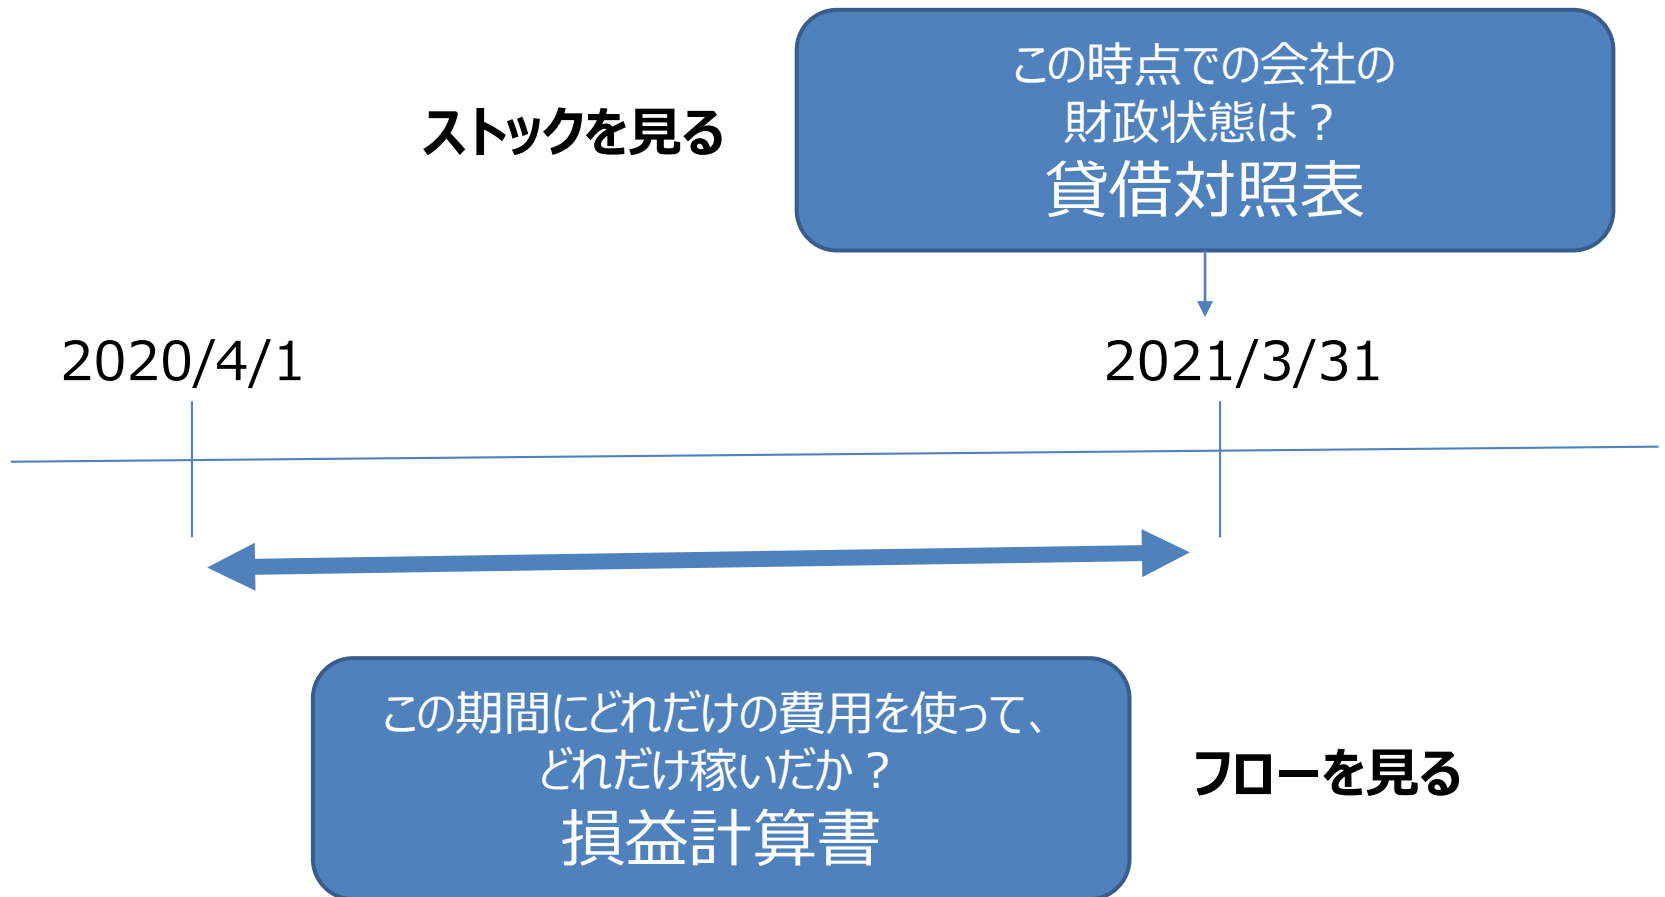 ストックを見る
この時点での会社の
財政状態は？
貸借対照表
2020/4/1
2021/3/31
この期間にどれだけの費用を使って、
どれだけ稼いだか？
損益計算書
フローを見る